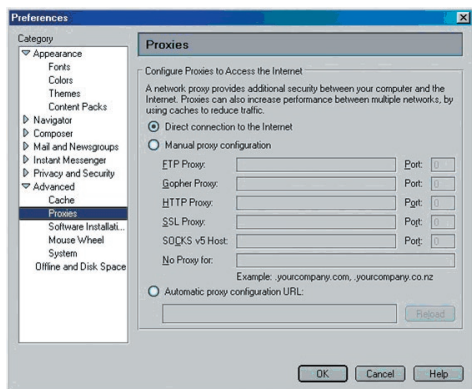 Preferences
Category
Appearance
Fonts
Colors
Themes
Content Packs
Navigator
Composer
Mail and Newsgroups
Instant Messenger
Privacy and Security
Advanced
Cache
Proxies
Software Installati...
Mouse Wheel
System
Offline and Disk Space
Proxies
Configure Proxies to Access the Internet
A network proxy provides additional security between your computer and the
Internet. Proxies can also increase performance between multiple networks, by
using caches to reduce traffic.
Direct connection to the Internet
Manual proxy configuration
FTP Proxy: Port: 0
Gopher Proxy: Port: 0
HTTP Proxy: Port: 0
SSL Proxy: Port: 0
SOCKS v5 Host: Port: 0
No Proxy for:
Example: .yourcompany.com, .yourcompany.co.nz
Automatic proxy configuration URL:
Reload
OK Cancel Help